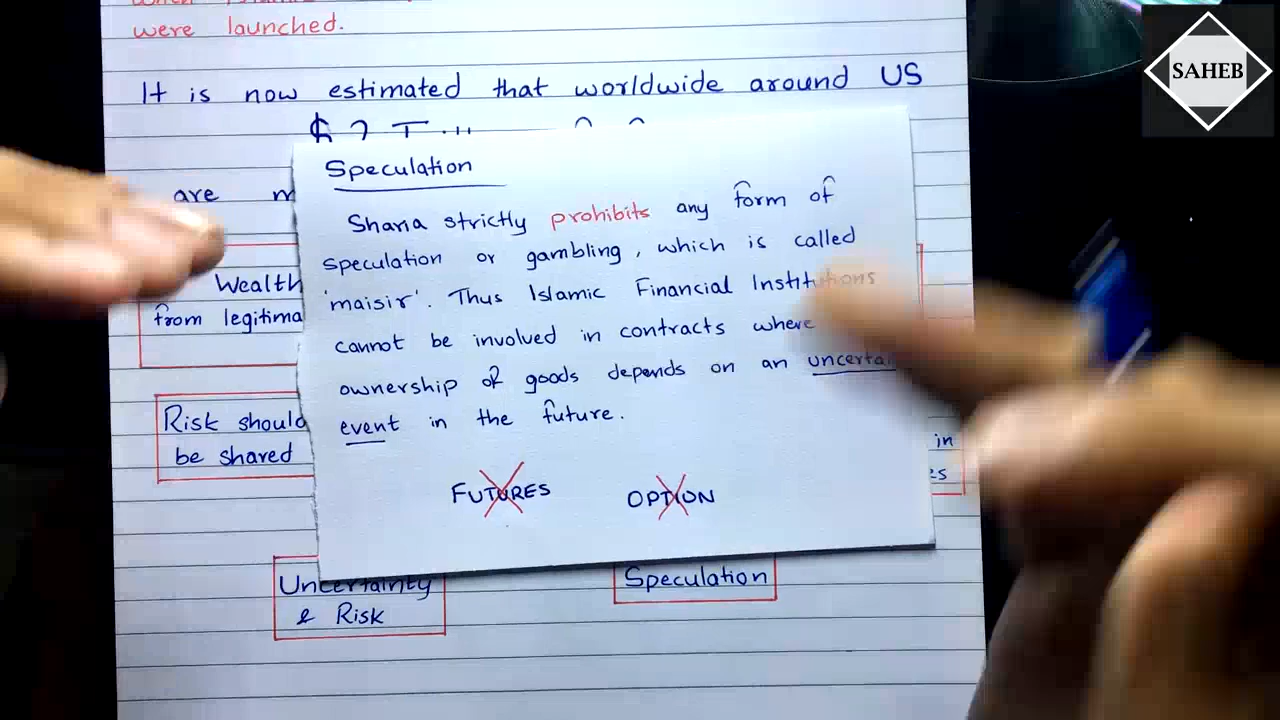 were launched.
SAHEB
It is now estimated that worldwide around US
are
Speculation
Sharia strictly prohibits any form of
speculation or gambling, which is called
'maisir'. Thus Islamic Financial Institutions
cannot be involved in contracts where
ownership of goods depends on an
event in the future.
FUTURES OPTION
Wealth
from
Risk should
be shared
in
Uncertainty
& Risk
Speculation